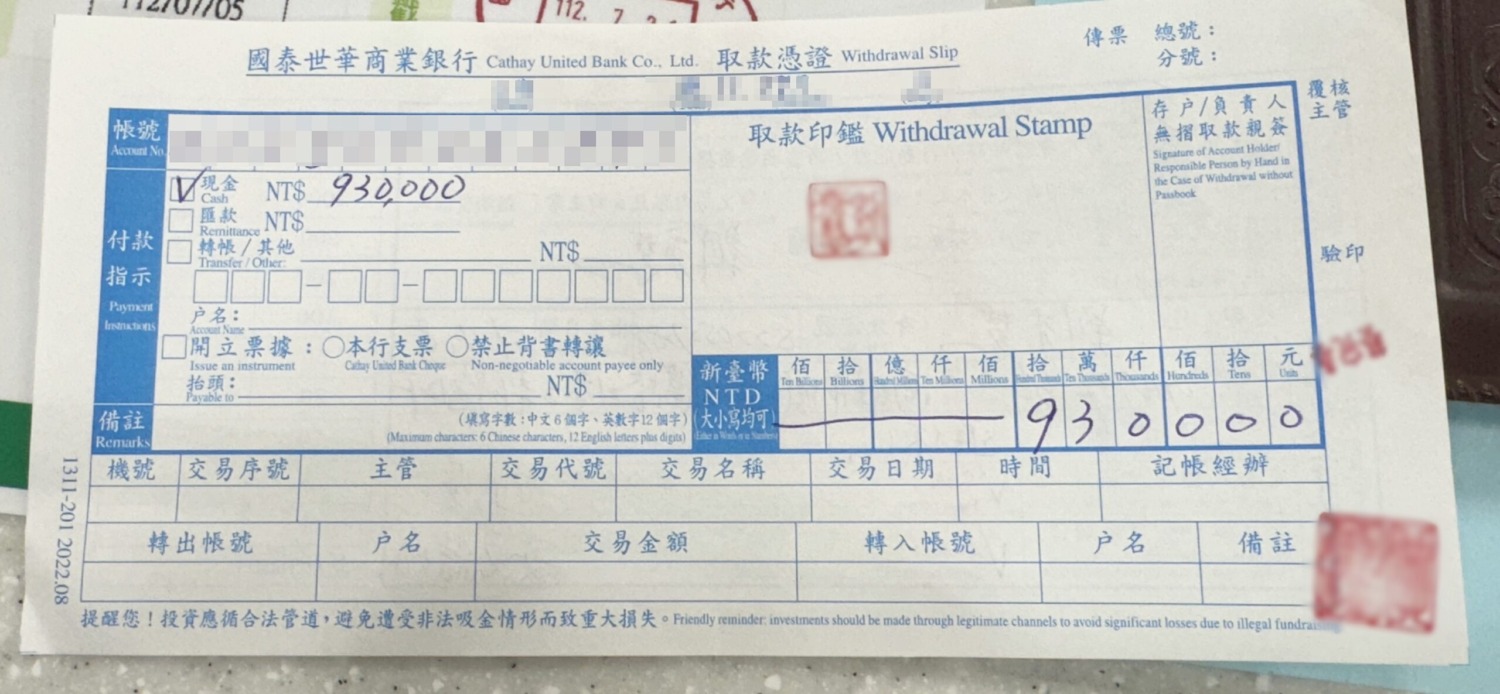 112/07/05
112. 7
國泰世華商業銀行 Cathay United Bank Co., Ltd. 取款憑證 Withdrawal Slip
傳票 總號：
分號：
帳號
Account No.
取款印鑑 Withdrawal Stamp
存戶/負責人
無摺取款親簽
Signature of Account Holder/
Responsible Person by Hand in
the Case of Withdrawal without
Passbook
覆核
主管
驗印
付款
指示
Payment
Instructions
V 現金 NT$ 930,000
Cash
匯款 NT$
Remittance
轉帳/其他 NT$
Transfer / Other:
戶名：
Account Name
開立票據：○本行支票 ○禁止背書轉讓
Issue an instrument Cathay United Bank Cheque Non-negotiable account payee only
抬頭： NT$
Payable to
備註
Remarks
(填寫字數：中文6個字、英數字12個字)
(Maximum characters: 6 Chinese characters, 12 English letters plus digits)
新臺幣
NTD
(大小寫均可)
佰 拾 億 仟 佰 拾 萬 仟 佰 拾 元
Ten Billions Billions Hundred Millions Ten Millions Millions Hundred Thousands Ten Thousands Thousands Hundreds Tens Units
9 3 0 0 0 0
機號 交易序號 主管 交易代號 交易名稱 交易日期 時間 記帳經辦
轉出帳號 戶名 交易金額 轉入帳號 戶名 備註
1311-201 2022.08
提醒您！投資應循合法管道，避免遭受非法吸金情形而致重大損失。Friendly reminder: investments should be made through legitimate channels to avoid significant losses due to illegal